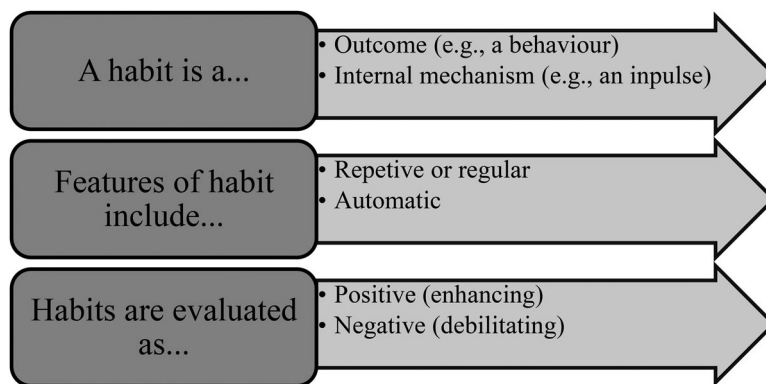 A habit is a...
• Outcome (e.g., a behaviour)
• Internal mechanism (e.g., an inpulse)
Features of habit
include...
• Repetive or regular
• Automatic
Habits are evaluated
as...
• Positive (enhancing)
• Negative (debilitating)